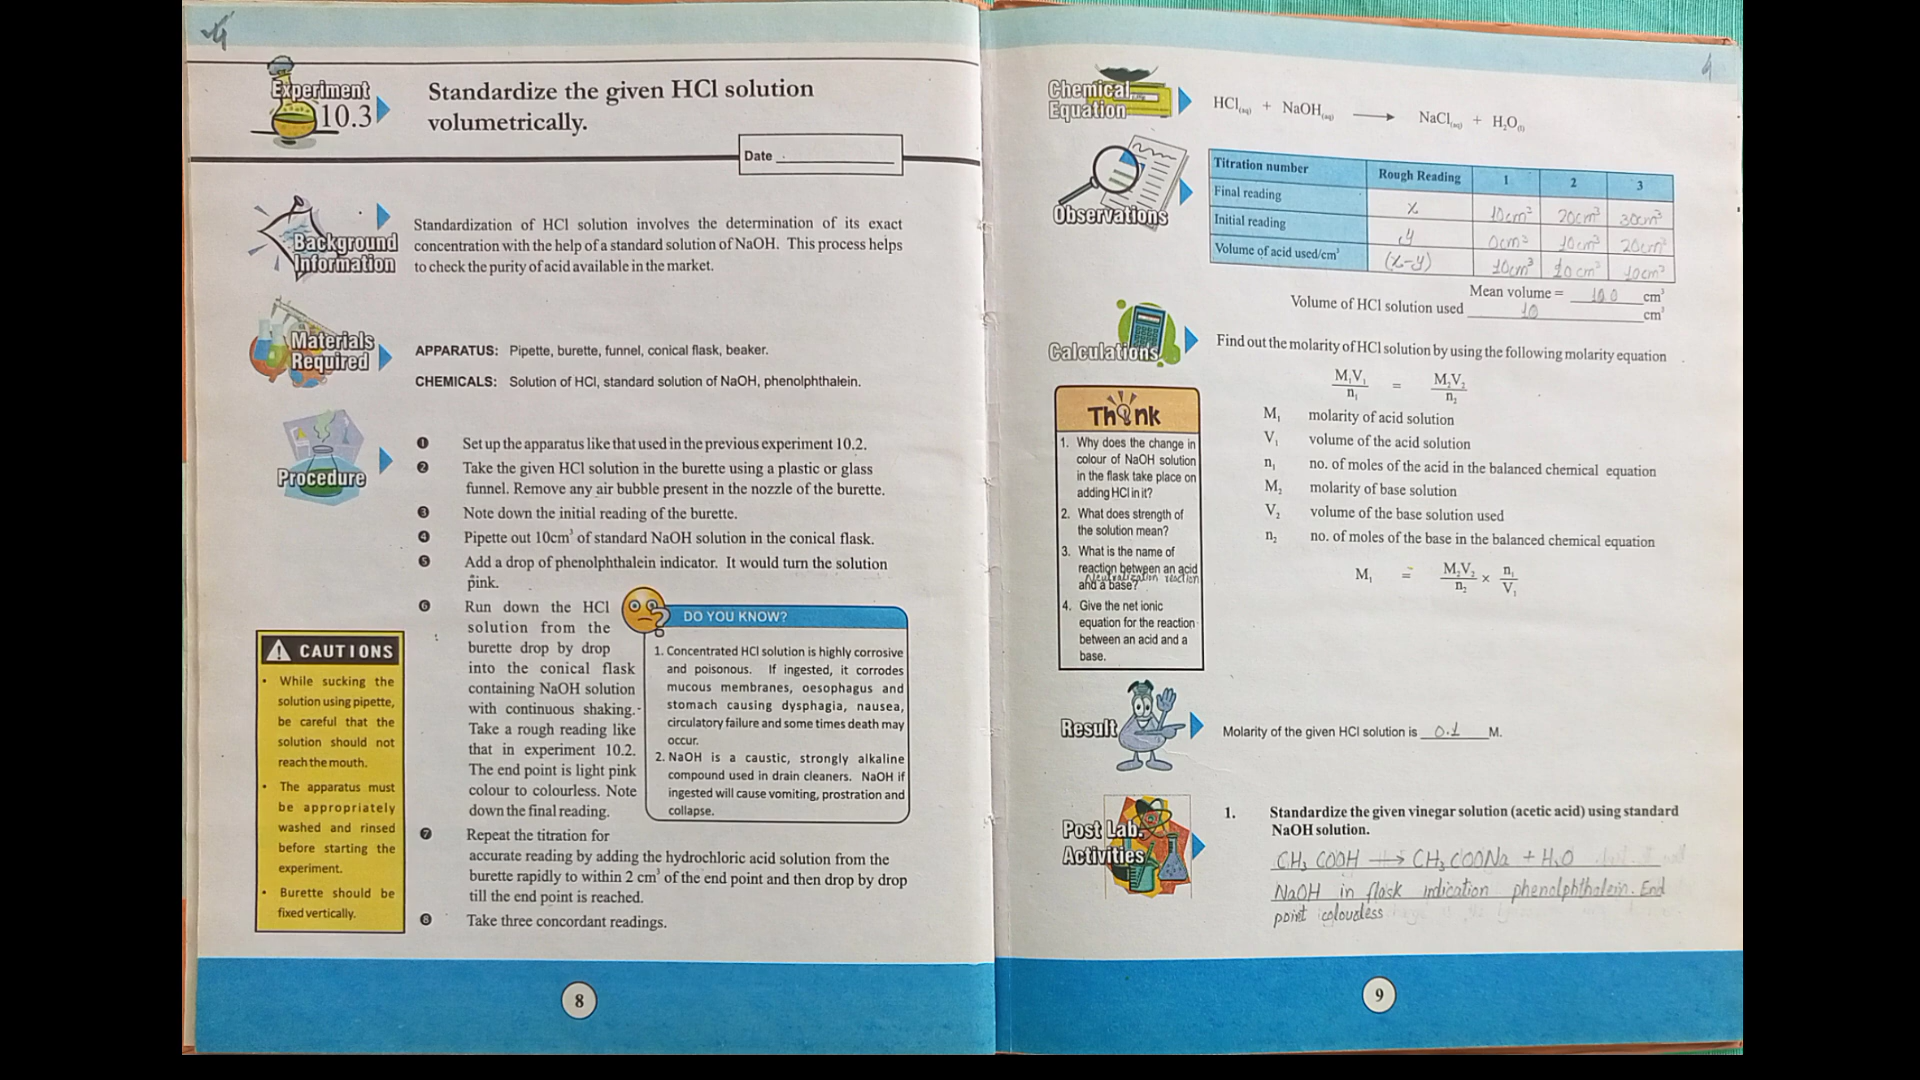 Experiment
10.3
Standardize the given HCl solution
volumetrically.
Date
Background
Information
Standardization of HCl solution involves the determination of its exact
concentration with the help of a standard solution of NaOH. This process helps
to check the purity of acid available in the market.
Materials
Required
APPARATUS: Pipette, burette, funnel, conical flask, beaker.
CHEMICALS: Solution of HCl, standard solution of NaOH, phenolphthalein.
Procedure
❶ Set up the apparatus like that used in the previous experiment 10.2.
❷ Take the given HCl solution in the burette using a plastic or glass
funnel. Remove any air bubble present in the nozzle of the burette.
❸ Note down the initial reading of the burette.
❹ Pipette out 10cm³ of standard NaOH solution in the conical flask.
❺ Add a drop of phenolphthalein indicator. It would turn the solution
pink.
❻ Run down the HCl
solution from the
burette drop by drop
into the conical flask
containing NaOH solution
with continuous shaking.
Take a rough reading like
that in experiment 10.2.
The end point is light pink
colour to colourless. Note
down the final reading.
❼ Repeat the titration for
accurate reading by adding the hydrochloric acid solution from the
burette rapidly to within 2 cm³ of the end point and then drop by drop
till the end point is reached.
❽ Take three concordant readings.
DO YOU KNOW?
1. Concentrated HCl solution is highly corrosive
and poisonous. If ingested, it corrodes
mucous membranes, oesophagus and
stomach causing dysphagia, nausea,
circulatory failure and some times death may
occur.
2. NaOH is a caustic, strongly alkaline
compound used in drain cleaners. NaOH if
ingested will cause vomiting, prostration and
collapse.
CAUTIONS
• While sucking the
solution using pipette,
be careful that the
solution should not
reach the mouth.
• The apparatus must
be appropriately
washed and rinsed
before starting the
experiment.
• Burette should be
fixed vertically.
8
Chemical
Equation
HCl(aq) + NaOH(aq) ⟶ NaCl(aq) + H₂O(l)
Observations
Titration number Rough Reading 1 2 3
Final reading x 10cm³ 20cm³ 30cm³
Initial reading y 0cm³ 10cm³ 20cm³
Volume of acid used/cm³ (x-y) 10cm³ 10cm³ 10cm³
Mean volume = 10.0 cm³
Volume of HCl solution used 10 cm³
Calculations
Find out the molarity of HCl solution by using the following molarity equation
M₁V₁/n₁ = M₂V₂/n₂
M₁ molarity of acid solution
V₁ volume of the acid solution
n₁ no. of moles of the acid in the balanced chemical equation
M₂ molarity of base solution
V₂ volume of the base solution used
n₂ no. of moles of the base in the balanced chemical equation
M₁ = M₂V₂/n₂ × n₁/V₁
Think
1. Why does the change in
colour of NaOH solution
in the flask take place on
adding HCl in it?
2. What does strength of
the solution mean?
3. What is the name of
reaction between an acid
Neutralization reaction
and a base?
4. Give the net ionic
equation for the reaction
between an acid and a
base.
Result
Molarity of the given HCl solution is 0.1 M.
Post Lab.
Activities
1. Standardize the given vinegar solution (acetic acid) using standard
NaOH solution.
CH₃COOH ⟶ CH₃COONa + H₂O
NaOH in flask indication phenolphthalein. End
point coloudess
9